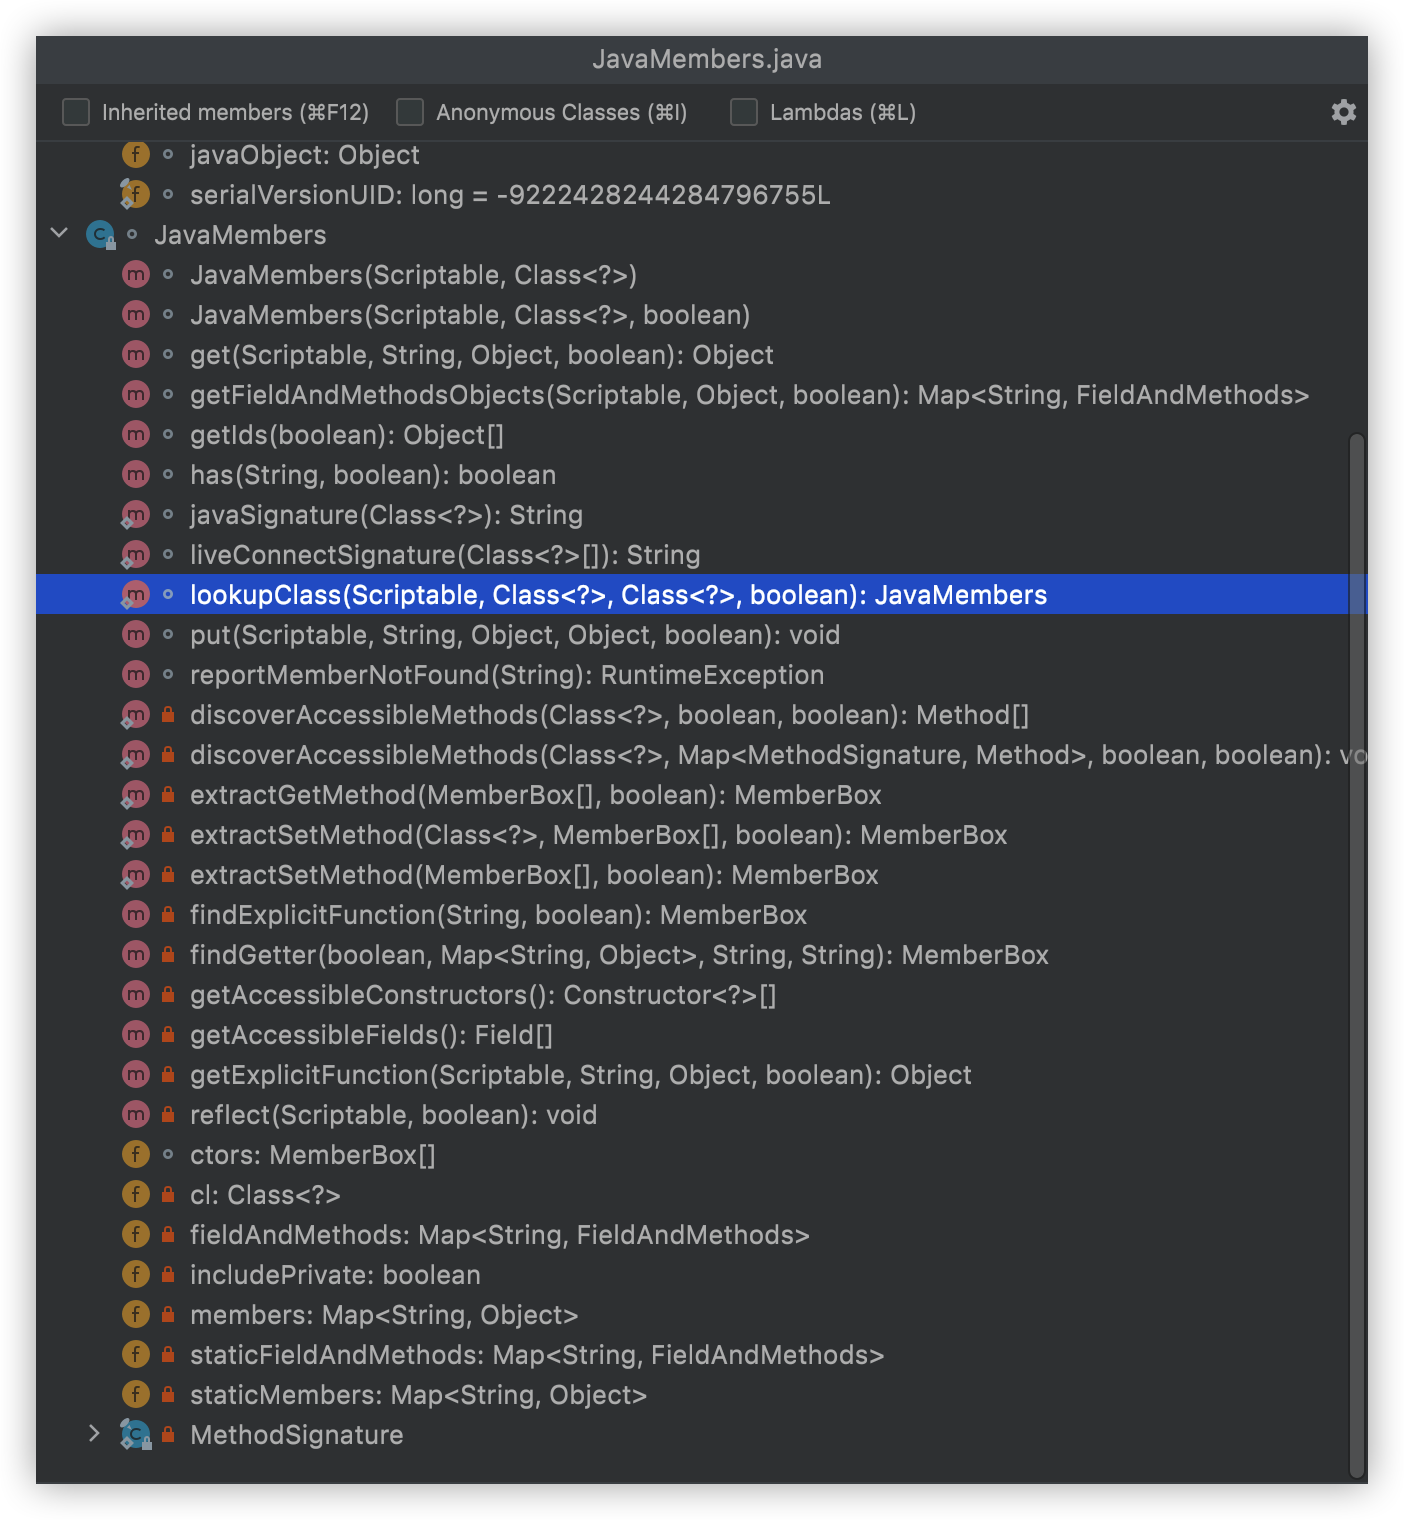 JavaMembers.java
Inherited members (⌘F12) Anonymous Classes (⌘I) Lambdas (⌘L)
javaObject: Object
serialVersionUID: long = -9222428244284796755L
JavaMembers
JavaMembers(Scriptable, Class<?>)
JavaMembers(Scriptable, Class<?>, boolean)
get(Scriptable, String, Object, boolean): Object
getFieldAndMethodsObjects(Scriptable, Object, boolean): Map<String, FieldAndMethods>
getIds(boolean): Object[]
has(String, boolean): boolean
javaSignature(Class<?>): String
liveConnectSignature(Class<?>[]): String
lookupClass(Scriptable, Class<?>, Class<?>, boolean): JavaMembers
put(Scriptable, String, Object, Object, boolean): void
reportMemberNotFound(String): RuntimeException
discoverAccessibleMethods(Class<?>, boolean, boolean): Method[]
discoverAccessibleMethods(Class<?>, Map<MethodSignature, Method>, boolean, boolean): vo
extractGetMethod(MemberBox[], boolean): MemberBox
extractSetMethod(Class<?>, MemberBox[], boolean): MemberBox
extractSetMethod(MemberBox[], boolean): MemberBox
findExplicitFunction(String, boolean): MemberBox
findGetter(boolean, Map<String, Object>, String, String): MemberBox
getAccessibleConstructors(): Constructor<?>[]
getAccessibleFields(): Field[]
getExplicitFunction(Scriptable, String, Object, boolean): Object
reflect(Scriptable, boolean): void
ctors: MemberBox[]
cl: Class<?>
fieldAndMethods: Map<String, FieldAndMethods>
includePrivate: boolean
members: Map<String, Object>
staticFieldAndMethods: Map<String, FieldAndMethods>
staticMembers: Map<String, Object>
MethodSignature